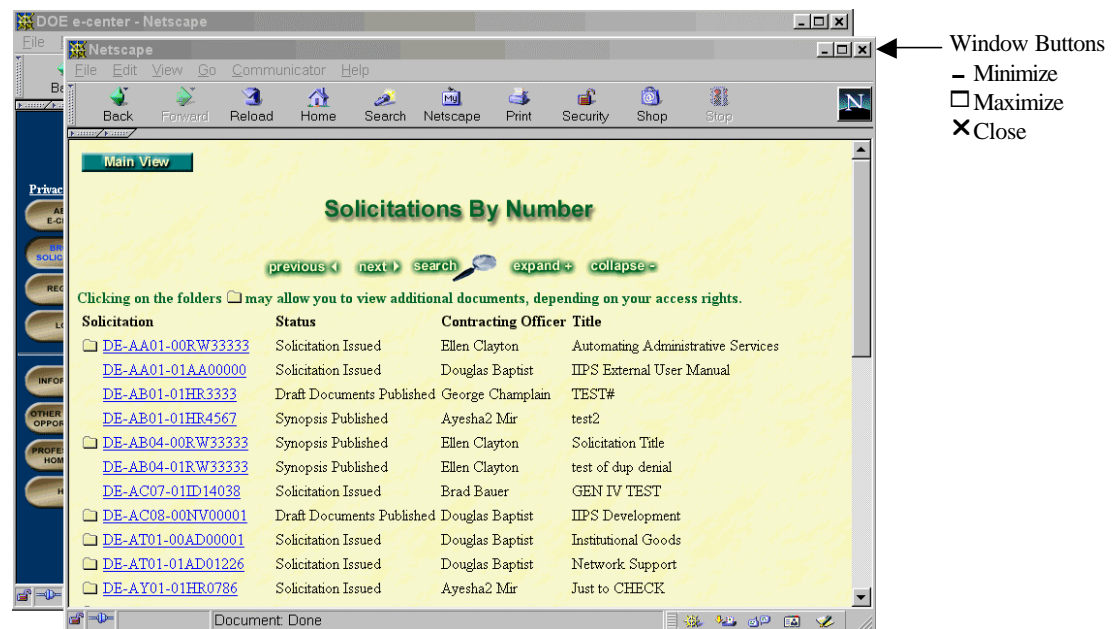 DOE e-center - Netscape
File
Netscape
File Edit View Go Communicator Help
Back Forward Reload Home Search Netscape Print Security Shop Stop
My
N
Main View
Privac
Solicitations By Number
previous next search expand + collapse -
Clicking on the folders may allow you to view additional documents, depending on your access rights.
Solicitation Status Contracting Officer Title
DE-AA01-00RW33333 Solicitation Issued Ellen Clayton Automating Administrative Services
DE-AA01-01AA00000 Solicitation Issued Douglas Baptist IIPS External User Manual
DE-AB01-01HR3333 Draft Documents Published George Champlain TEST#
DE-AB01-01HR4567 Synopsis Published Ayesha2 Mir test2
DE-AB04-00RW33333 Synopsis Published Ellen Clayton Solicitation Title
DE-AB04-01RW33333 Synopsis Published Ellen Clayton test of dup denial
DE-AC07-01ID14038 Solicitation Issued Brad Bauer GEN IV TEST
DE-AC08-00NV00001 Draft Documents Published Douglas Baptist IIPS Development
DE-AT01-00AD00001 Solicitation Issued Douglas Baptist Institutional Goods
DE-AT01-01AD01226 Solicitation Issued Douglas Baptist Network Support
DE-AY01-01HR0786 Solicitation Issued Ayesha2 Mir Just to CHECK
Document: Done
INFOR
OTHER
OPPOR
PROFE
HOM
Window Buttons
Minimize
Maximize
Close